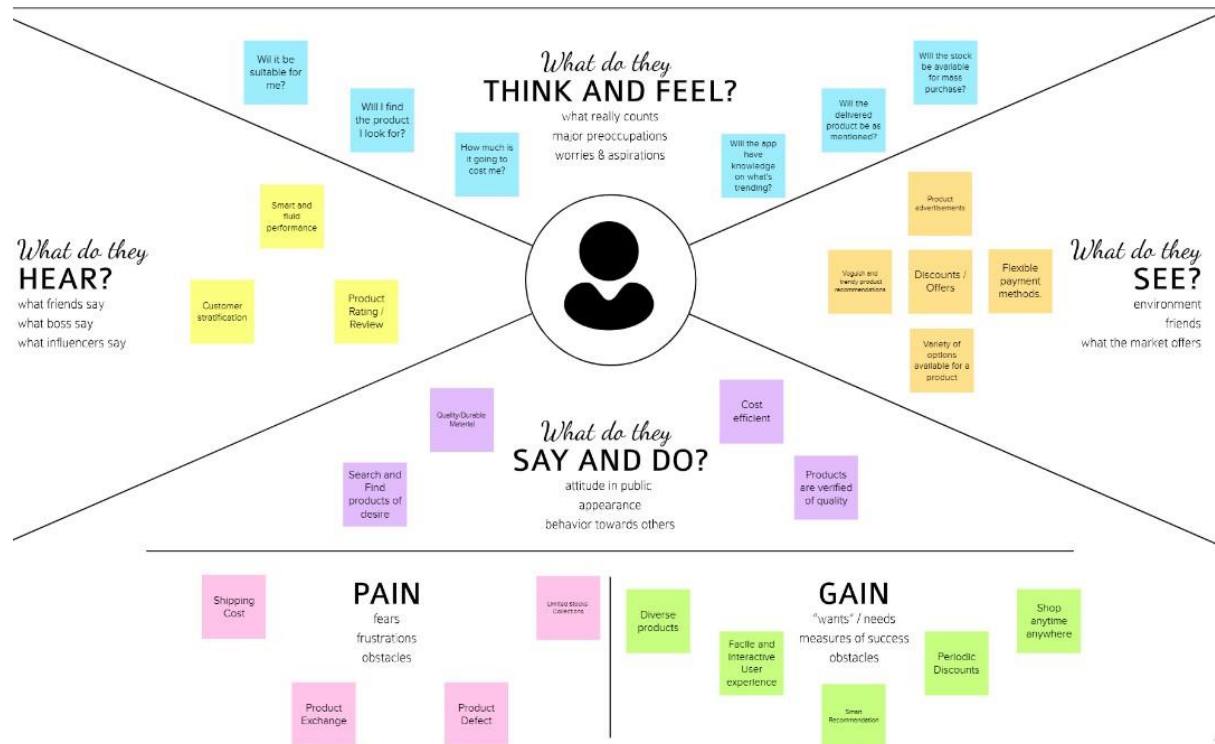 What do they
THINK AND FEEL?
what really counts
major preoccupations
worries & aspirations
Wil it be
suitable for
me?
Will I find
the product
I look for?
How much is
it going to
cost me?
Will the app
have
knowledge
on what's
trending?
Will the
delivered
product be as
mentioned?
Will the stock
be available
for mass
purchase?
What do they
HEAR?
what friends say
what boss say
what influencers say
Smart and
fluid
performance
Customer
stratification
Product
Rating /
Review
What do they
SEE?
environment
friends
what the market offers
Product
advertisements
Voguish and
trendy product
recommendations
Discounts /
Offers
Flexible
payment
methods.
Variety of
options
available for a
product
What do they
SAY AND DO?
attitude in public
appearance
behavior towards others
Quality/Durable
Material
Search and
Find
products of
desire
Cost
efficient
Products
are verified
of quality
PAIN
fears
frustrations
obstacles
Shipping
Cost
Product
Exchange
Product
Defect
Limited Stocks
Collections
GAIN
"wants" / needs
measures of success
obstacles
Diverse
products
Facile and
Interactive
User
experience
Smart
Recommendation
Periodic
Discounts
Shop
anytime
anywhere